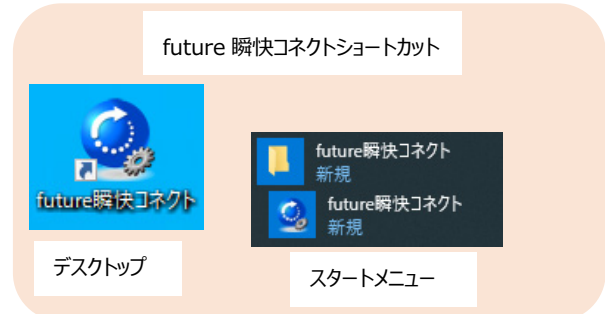 future 瞬快コネクトショートカット
future瞬快コネクト
future瞬快コネクト
新規
future瞬快コネクト
新規
デスクトップ
スタートメニュー